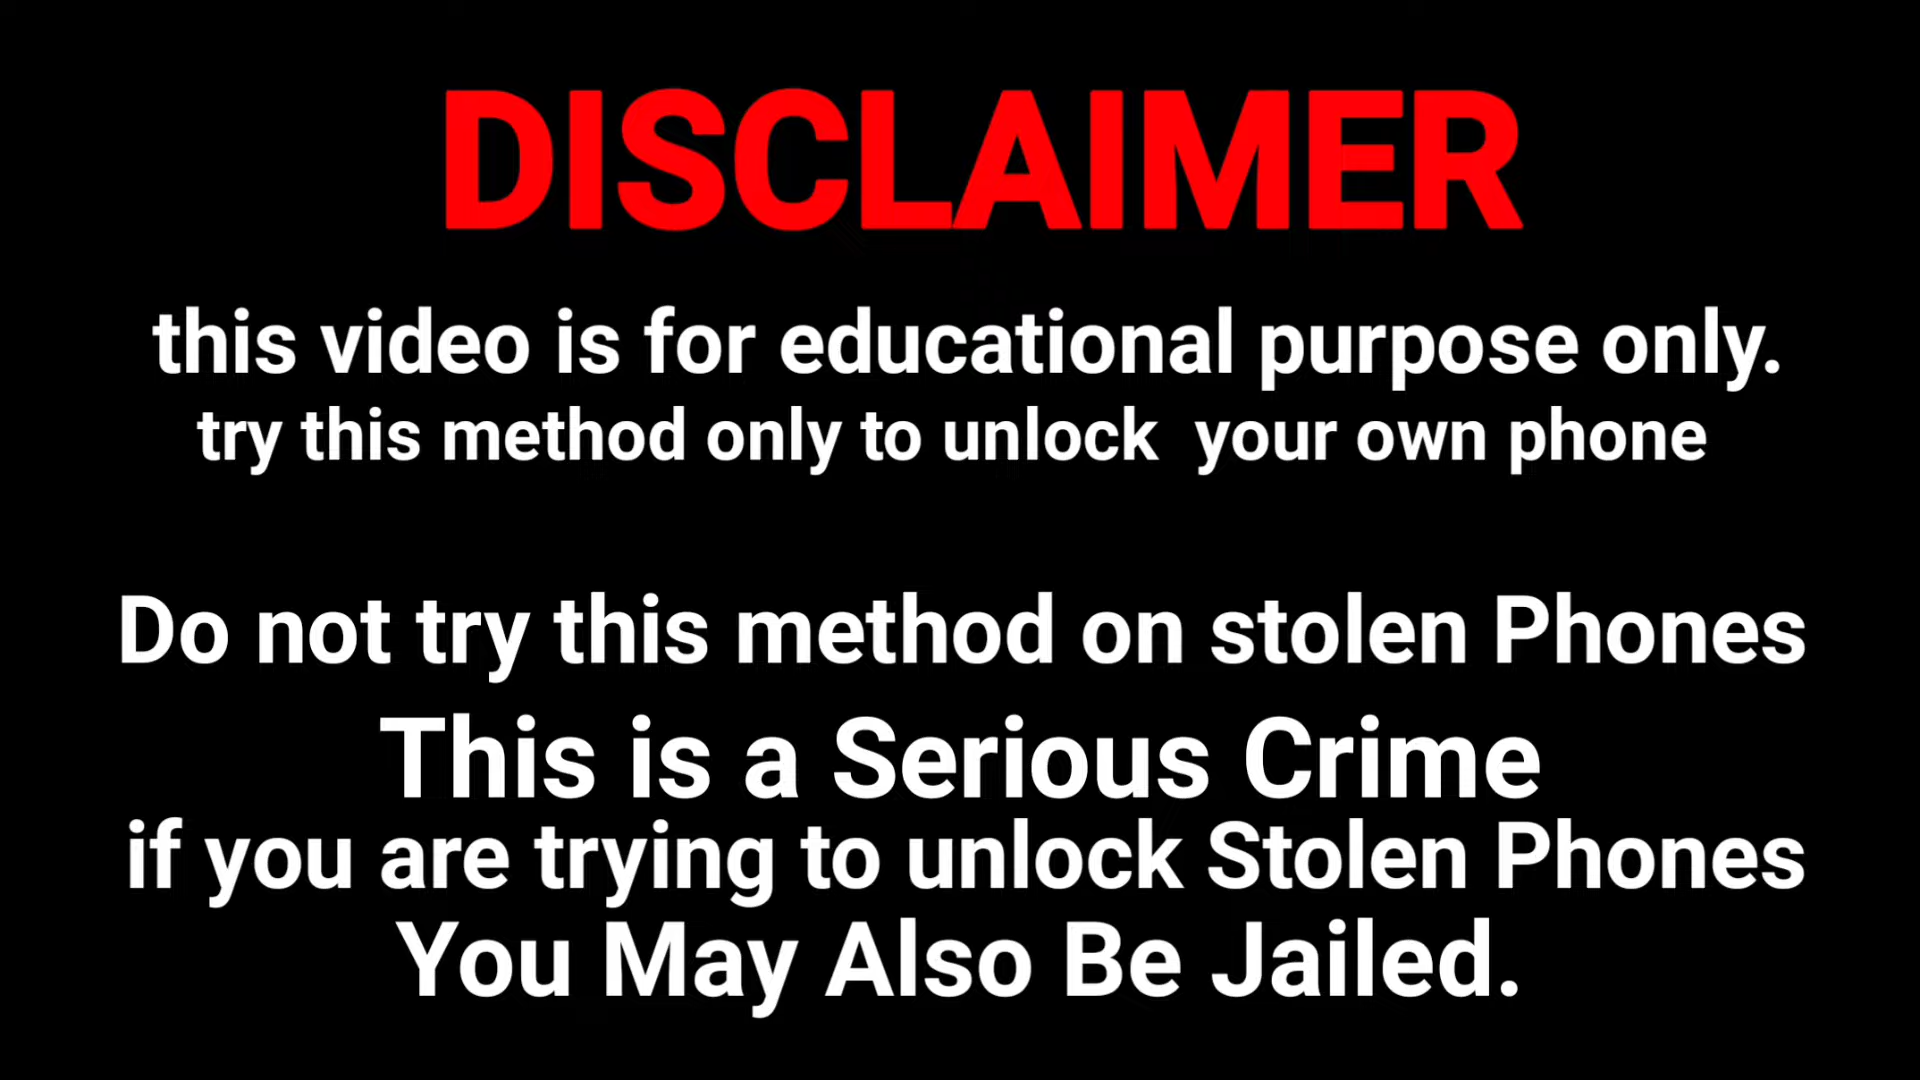 DISCLAIMER
this video is for educational purpose only.
try this method only to unlock  your own phone
Do not try this method on stolen Phones
This is a Serious Crime
if you are trying to unlock Stolen Phones
You May Also Be Jailed.